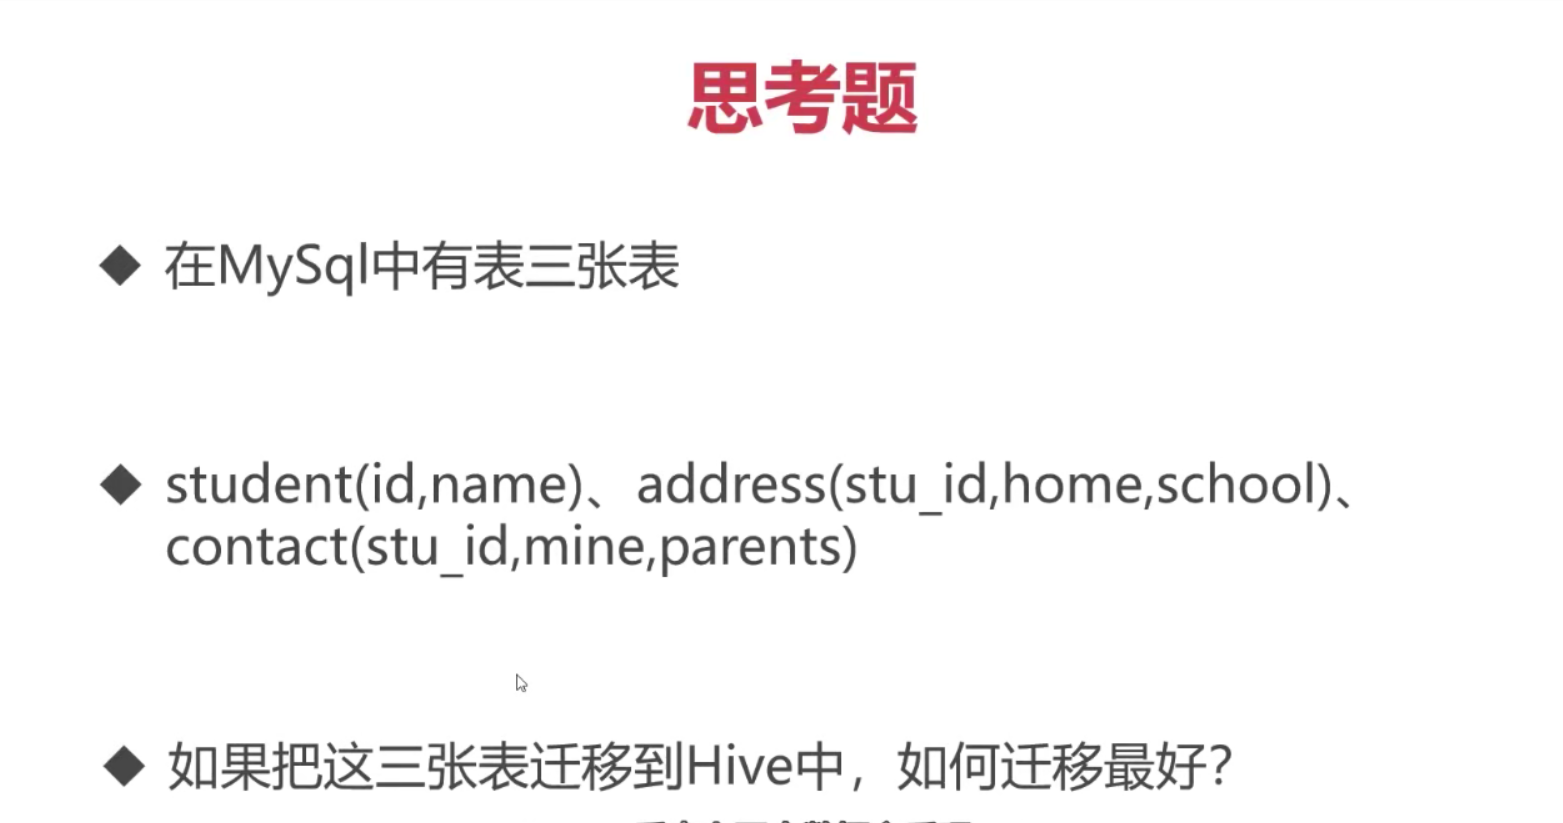 思考题
在MySql中有表三张表
student(id,name)、address(stu_id,home,school)、
contact(stu_id,mine,parents)
如果把这三张表迁移到Hive中，如何迁移最好？